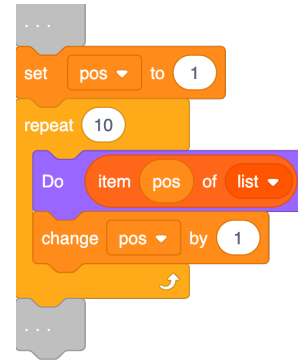 ...
set pos to 1
repeat 10
Do item pos of list
change pos by 1
...